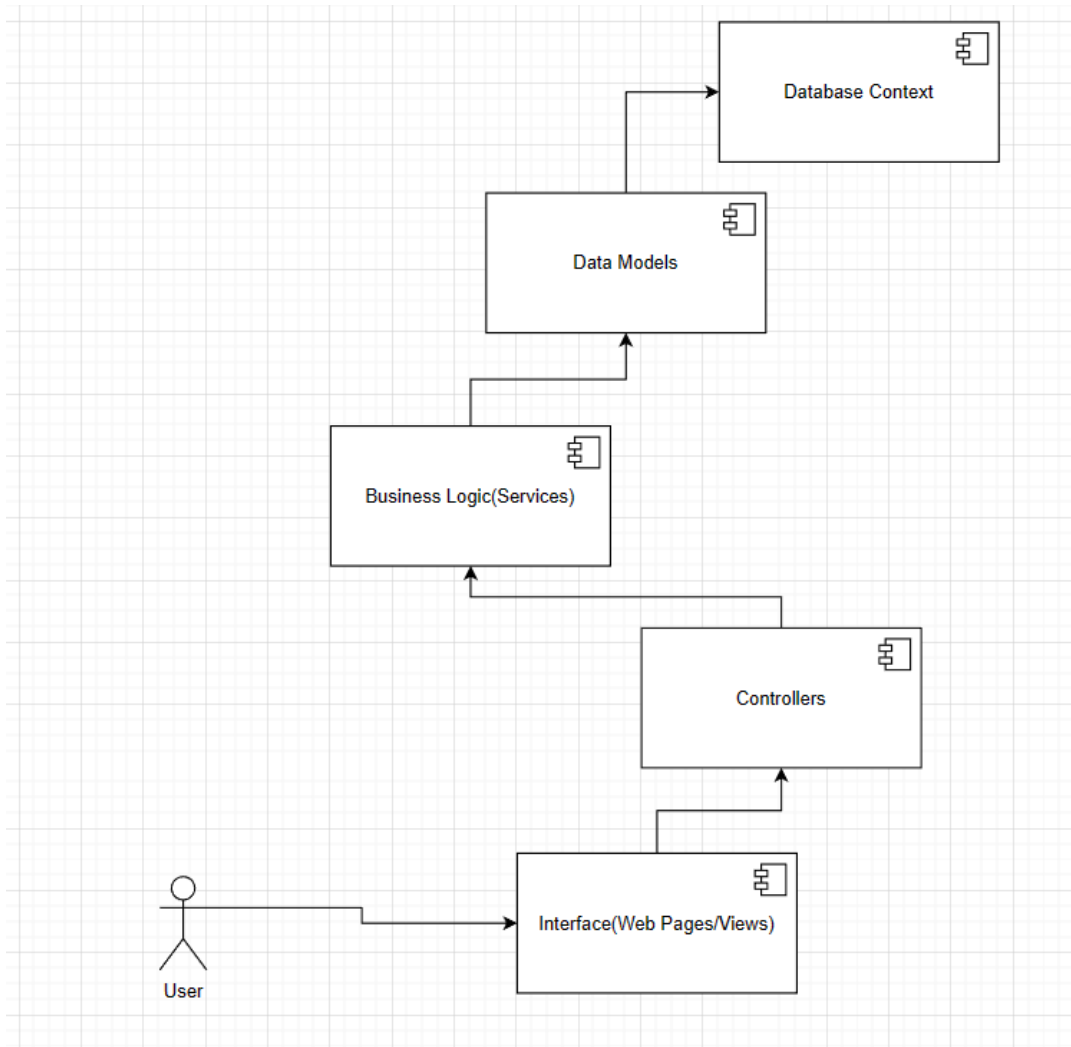 Database Context
Data Models
Business Logic(Services)
Controllers
Interface(Web Pages/Views)
User